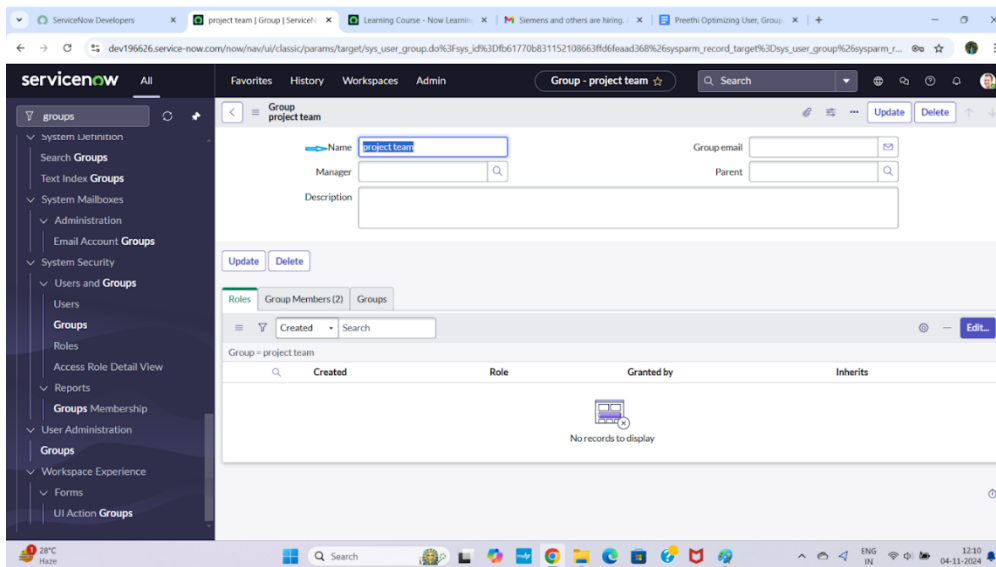 ServiceNow Developers
project team | Group | ServiceN
Learning Course - Now Learnin
Siemens and others are hiring.
Preethi Optimizing User, Group
dev196626.service-now.com/now/nav/ui/classic/params/target/sys_user_group.do%3Fsys_id%3Dfb61770b831152108663ffd6feaad368%26sysparm_record_target%3Dsys_user_group%26sysparm_r...
servicenow All Favorites History Workspaces Admin Group - project team Search
groups
Group
project team
Update Delete
System Definition
Search Groups
Text Index Groups
System Mailboxes
Administration
Email Account Groups
System Security
Users and Groups
Users
Groups
Roles
Access Role Detail View
Reports
Groups Membership
User Administration
Groups
Workspace Experience
Forms
UI Action Groups
Name project team Group email
Manager Parent
Description
Update Delete
Roles Group Members (2) Groups
Created Search Edit...
Group = project team
Created Role Granted by Inherits
No records to display
1
28°C
Haze
Search
ENG
IN
12:10
04-11-2024